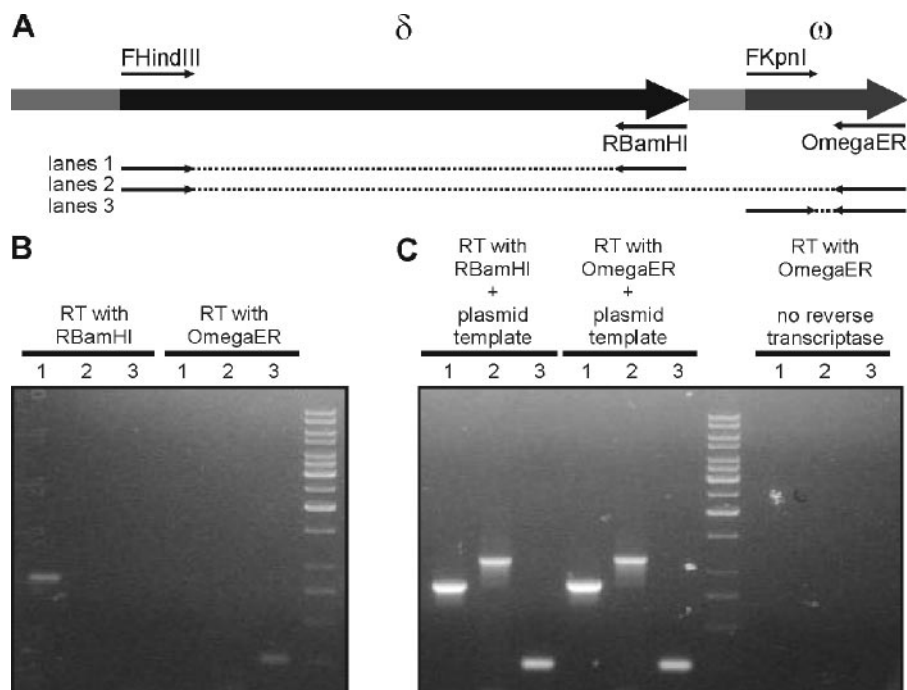 A
δ
ω
FHindIII
FKpnI
RBamHI
OmegaER
lanes 1
lanes 2
lanes 3
B
RT with
RBamHI
RT with
OmegaER
1 2 3 1 2 3
C
RT with
RBamHI
+
plasmid
template
RT with
OmegaER
+
plasmid
template
RT with
OmegaER
no reverse
transcriptase
1 2 3 1 2 3 1 2 3